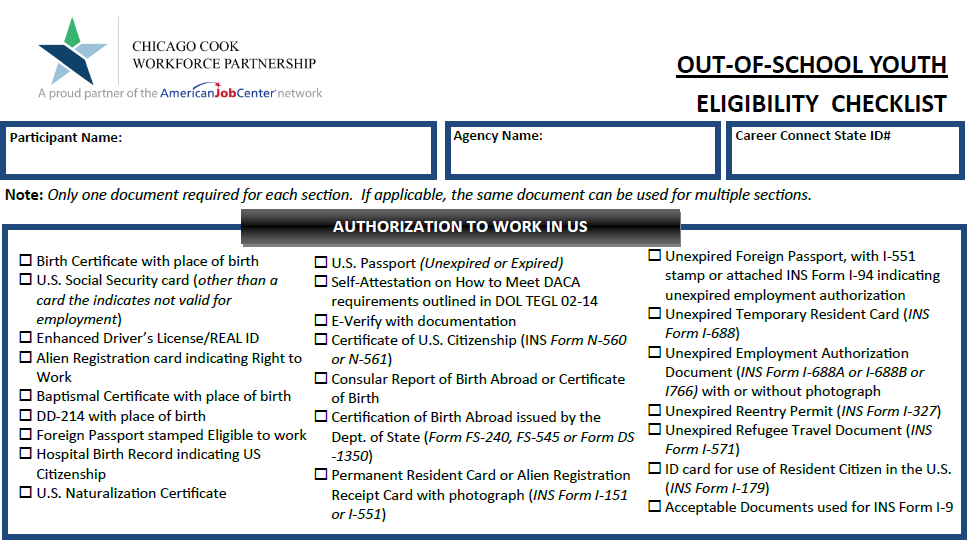 CHICAGO COOK
WORKFORCE PARTNERSHIP
A proud partner of the AmericanJobCenter network
OUT-OF-SCHOOL YOUTH
ELIGIBILITY CHECKLIST
Participant Name:
Agency Name:
Career Connect State ID#
Note: Only one document required for each section. If applicable, the same document can be used for multiple sections.
AUTHORIZATION TO WORK IN US
Birth Certificate with place of birth
U.S. Social Security card (other than a
card the indicates not valid for
employment)
Enhanced Driver's License/REAL ID
Alien Registration card indicating Right to
Work
Baptismal Certificate with place of birth
DD-214 with place of birth
Foreign Passport stamped Eligible to work
Hospital Birth Record indicating US
Citizenship
U.S. Naturalization Certificate
U.S. Passport (Unexpired or Expired)
Self-Attestation on How to Meet DACA
requirements outlined in DOL TEGL 02-14
E-Verify with documentation
Certificate of U.S. Citizenship (INS Form N-560
or N-561)
Consular Report of Birth Abroad or Certificate
of Birth
Certification of Birth Abroad issued by the
Dept. of State (Form FS-240, FS-545 or Form DS
-1350)
Permanent Resident Card or Alien Registration
Receipt Card with photograph (INS Form I-151
or I-551)
Unexpired Foreign Passport, with I-551
stamp or attached INS Form I-94 indicating
unexpired employment authorization
Unexpired Temporary Resident Card (INS
Form I-688)
Unexpired Employment Authorization
Document (INS Form I-688A or I-688B or
I766) with or without photograph
Unexpired Reentry Permit (INS Form I-327)
Unexpired Refugee Travel Document (INS
Form I-571)
ID card for use of Resident Citizen in the U.S.
(INS Form I-179)
Acceptable Documents used for INS Form I-9